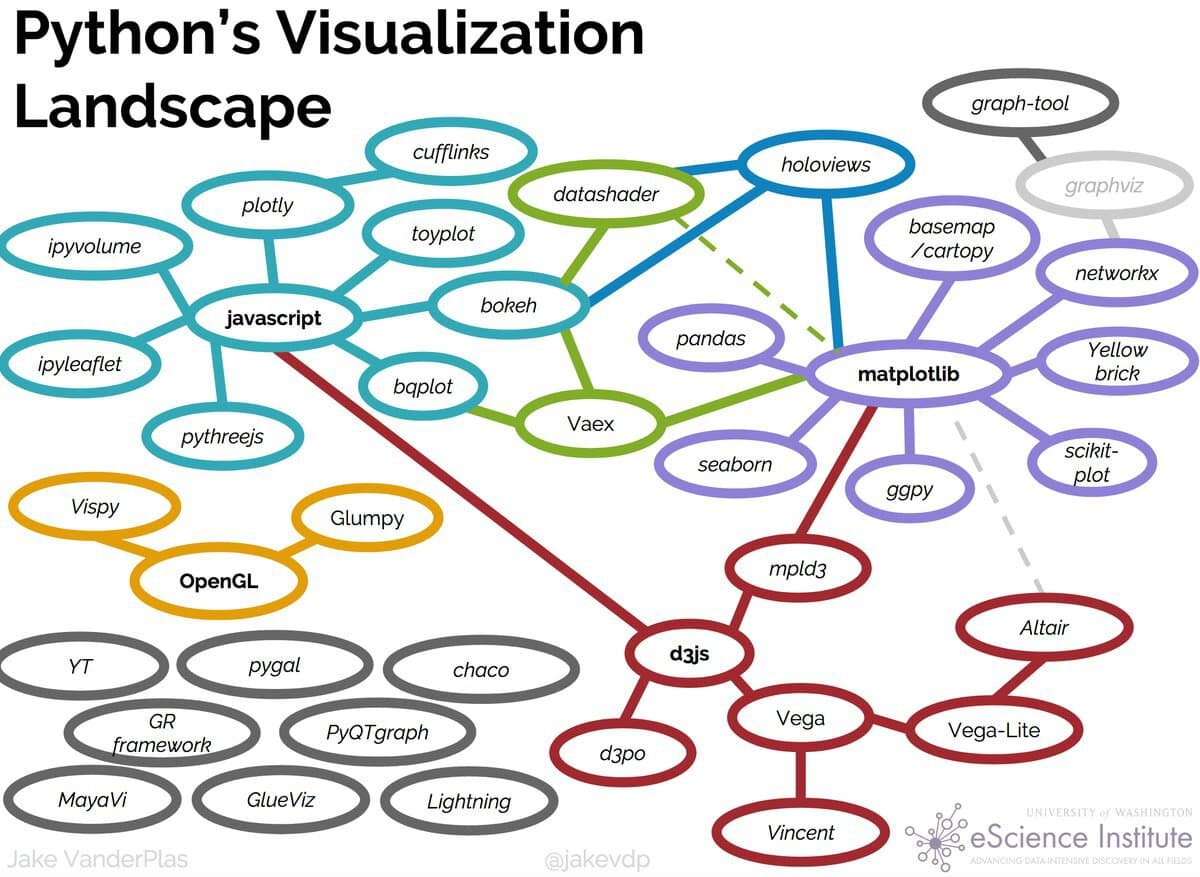 Python's Visualization
Landscape
graph-tool
cufflinks
holoviews
datashader
graphviz
plotly
toyplot
basemap
/cartopy
ipyvolume
networkx
bokeh
javascript
pandas
Yellow
brick
ipyleaflet
matplotlib
bqplot
Vaex
pythreejs
seaborn
scikit-
plot
ggpy
Vispy
Glumpy
OpenGL
mpld3
Altair
d3js
YT
pygal
chaco
GR
framework
PyQTgraph
Vega
Vega-Lite
d3po
MayaVi
GlueViz
Lightning
Vincent
UNIVERSITY of WASHINGTON
eScience Institute
ADVANCING DATA-INTENSIVE DISCOVERY IN ALL FIELDS
Jake VanderPlas
@jakevdp